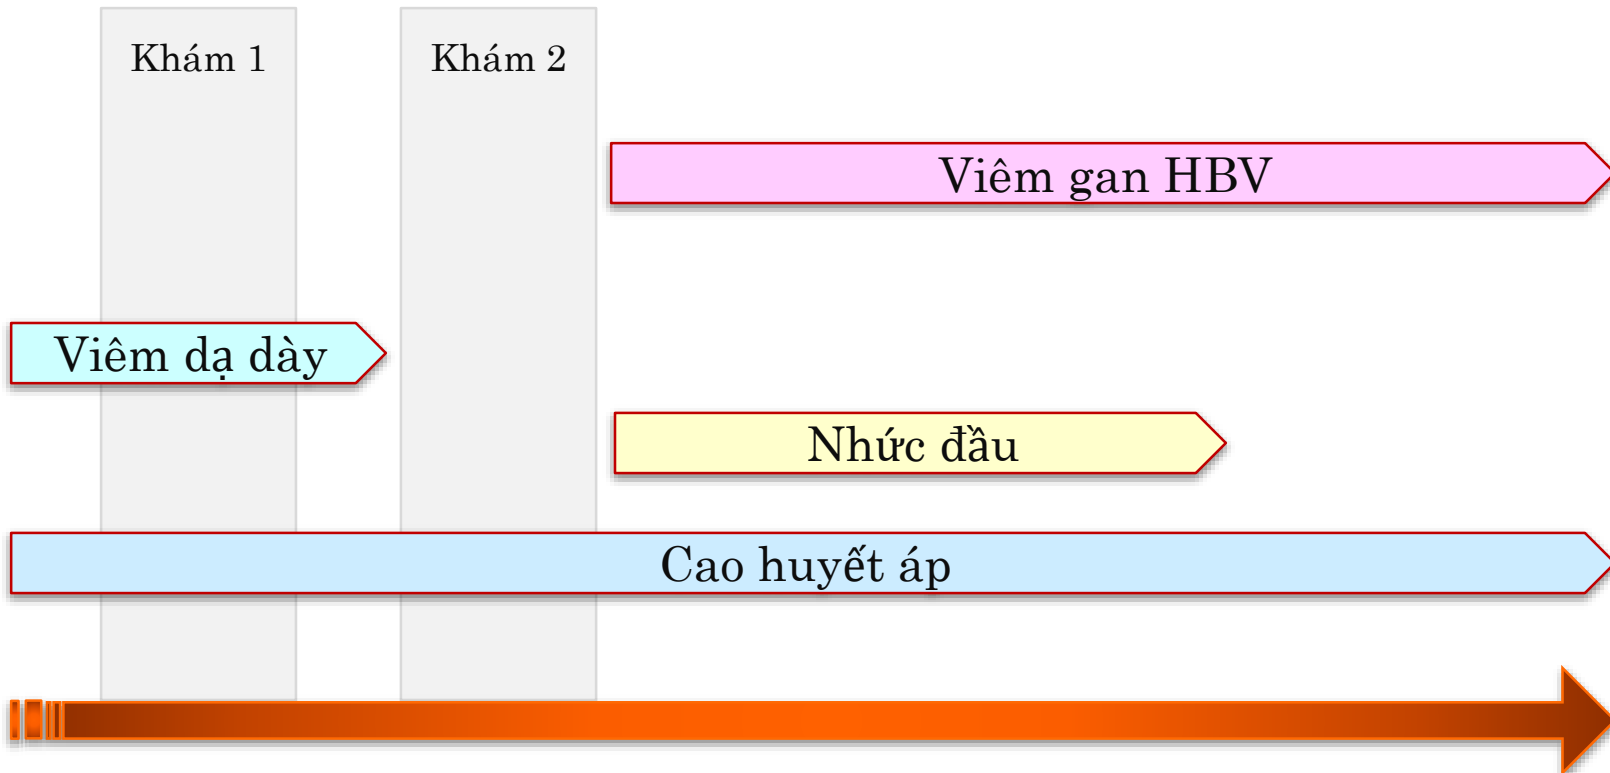 Khám 1
Khám 2
Viêm gan HBV
Viêm dạ dày
Nhức đầu
Cao huyết áp